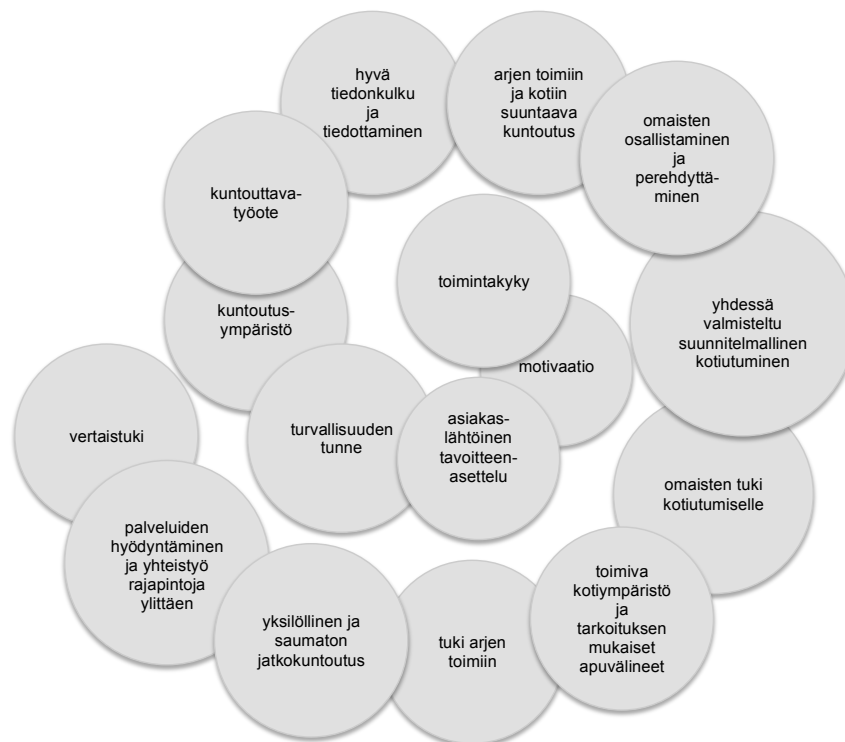 hyvä
tiedonkulku
ja
tiedottaminen
arjen toimiin
ja kotiin
suuntaava
kuntoutus
omaisten
osallistaminen
ja
perehdyttä-
minen
kuntouttava-
työote
toimintakyky
kuntoutus-
ympäristö
yhdessä
valmisteltu
suunnitelmallinen
kotiutuminen
motivaatio
vertaistuki
turvallisuuden
tunne
asiakas-
lähtöinen
tavoitteen-
asettelu
omaisten tuki
kotiutumiselle
palveluiden
hyödyntäminen
ja yhteistyö
rajapintoja
ylittäen
yksilöllinen ja
saumaton
jatkokuntoutus
tuki arjen
toimiin
toimiva
kotiympäristö
ja
tarkoituksen
mukaiset
apuvälineet